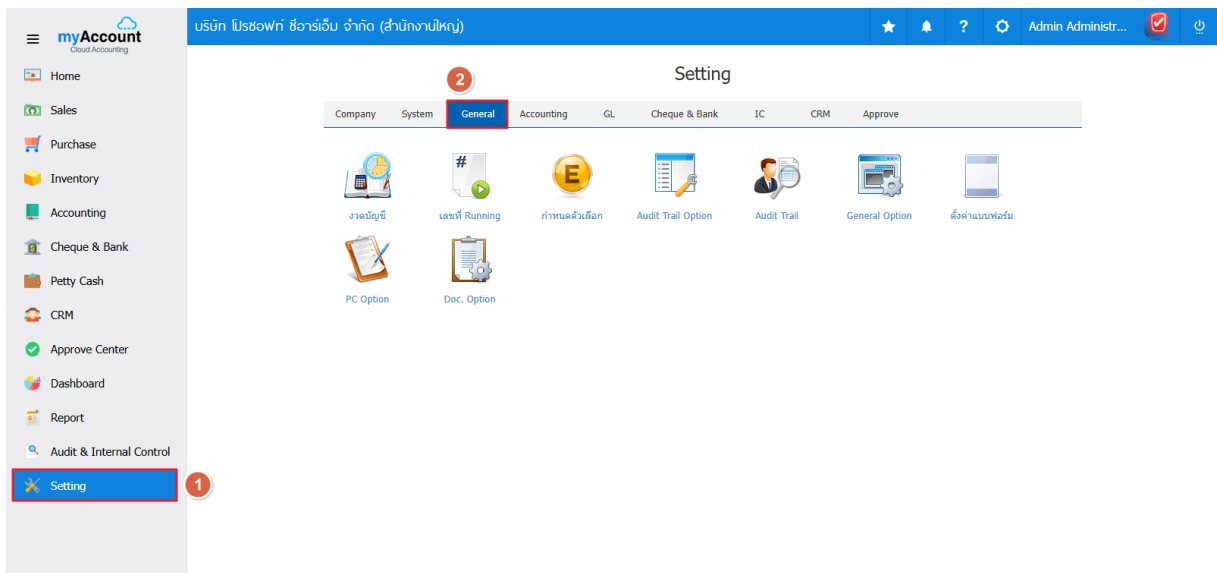 myAccount
Cloud Accounting
บริษัท โปรซอฟท์ ซีอาร์เอ็ม จำกัด (สำนักงานใหญ่)
?
Admin Administr...
Home
Sales
Purchase
Inventory
Accounting
Cheque & Bank
Petty Cash
CRM
Approve Center
Dashboard
Report
Audit & Internal Control
Setting
1
2
Setting
Company System General Accounting GL Cheque & Bank IC CRM Approve
#
E
งวดบัญชี เลขที่ Running กำหนดตัวเลือก Audit Trail Option Audit Trail General Option ตั้งค่าแบบฟอร์ม
PC Option Doc. Option